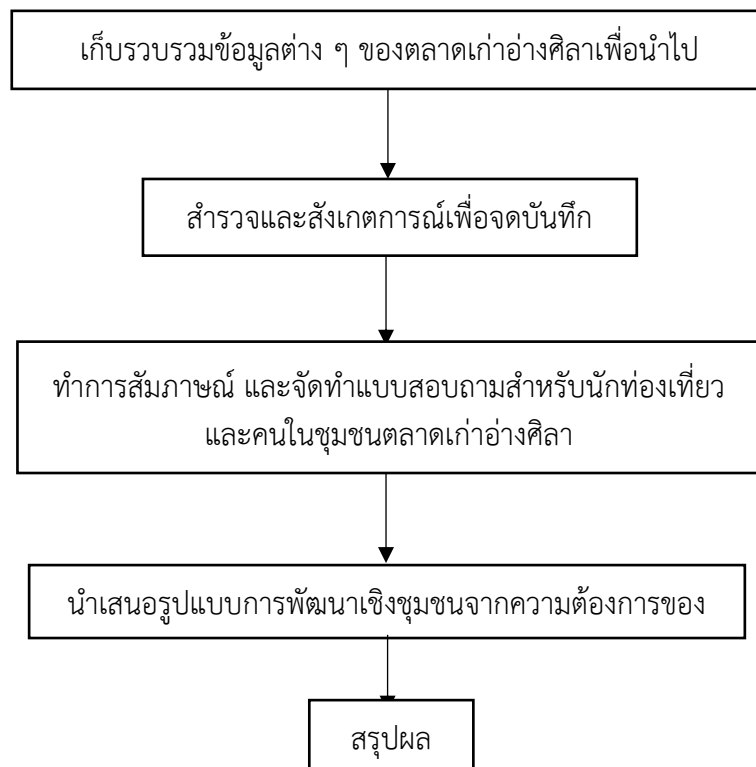 เก็บรวบรวมข้อมูลต่าง ๆ ของตลาดเก่าอ่างศิลาเพื่อนำไป
สำรวจและสังเกตการณ์เพื่อจดบันทึก
ทำการสัมภาษณ์ และจัดทำแบบสอบถามสำหรับนักท่องเที่ยว
และคนในชุมชนตลาดเก่าอ่างศิลา
นำเสนอรูปแบบการพัฒนาเชิงชุมชนจากความต้องการของ
สรุปผล